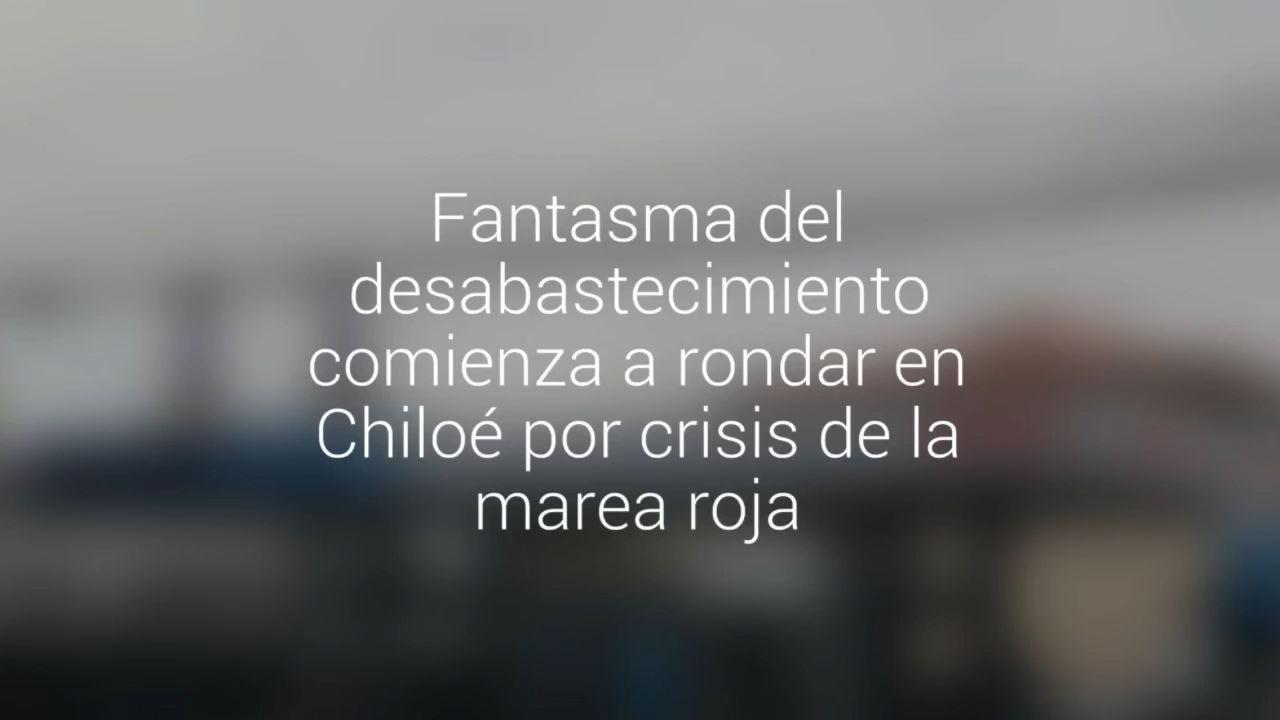 Fantasma del
desabastecimiento
comienza a rondar en
Chiloé por crisis de la
marea roja